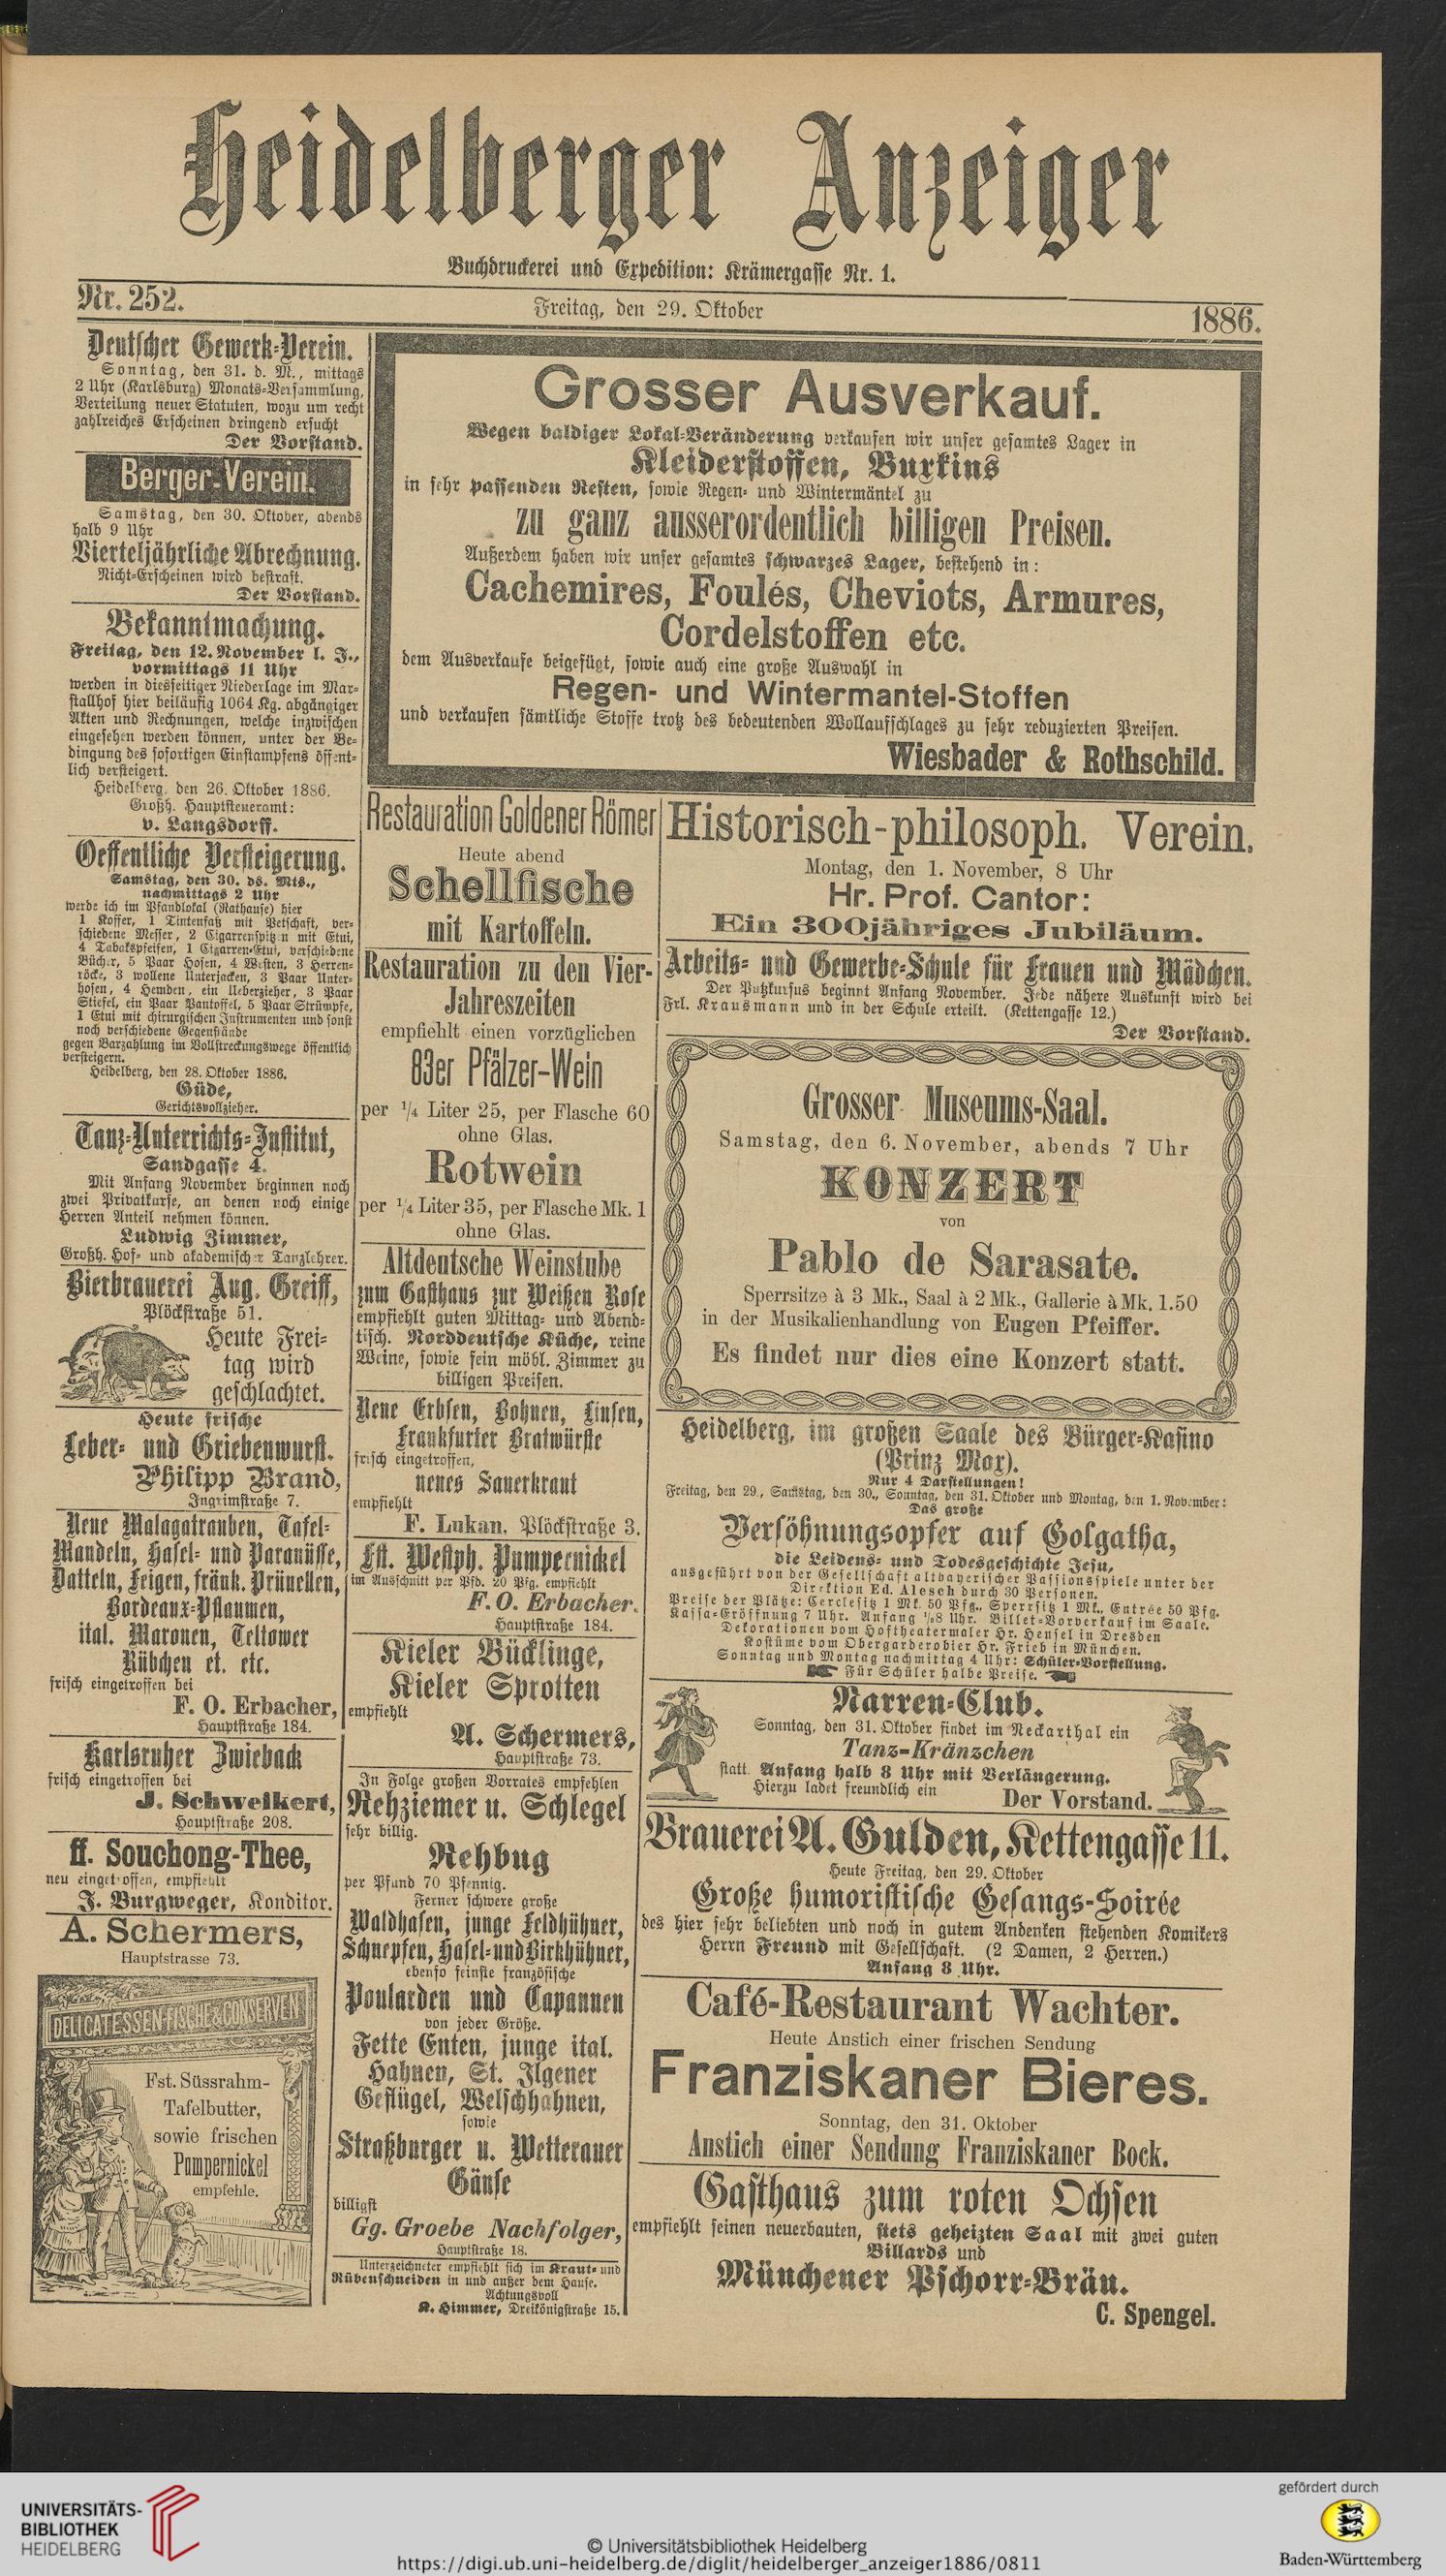 Heidelberger Anzeiger
Buchdruckerei und Expedition: Krämergasse Nr. 1.
Nr. 252.
Freitag, den 29. Oktober
1886.
Deutscher Gewerk-Verein.
Sonntag, den 31. d. M., mittags
2 Uhr (Karlsburg) Monats-Versammlung,
Verteilung neuer Statuten, wozu um recht
zahlreiches Erscheinen dringend ersucht
Der Vorstand.
Berger-Verein.
Samstag, den 30. Oktober, abends
halb 9 Uhr
Vierteljährliche Abrechnung.
Nicht-Erscheinen wird bestraft.
Der Vorstand.
Bekanntmachung.
Freitag, den 12. November l. J.,
vormittags 11 Uhr
werden in diesseitiger Niederlage im Mar-
stallhof hier beiläufig 1064 Kg. abgängiger
Akten und Rechnungen, welche inzwischen
eingesehen werden können, unter der Be-
dingung des sofortigen Einstampfens öffent-
lich versteigert.
Heidelberg, den 26. Oktober 1886.
Großh. Hauptsteueramt:
v. Langsdorff.
Oeffentliche Versteigerung.
Samstag, den 30. ds. Mts.,
nachmittags 2 Uhr
werde ich im Pfandlokal (Rathause) hier
1 Koffer, 1 Tintenfaß mit Petschaft, ver-
schiedene Messer, 2 Cigarrenspitzen mit Etui,
4 Tabakspfeifen, 1 Cigarren-Etui, verschiedene
Bücher, 5 Paar Hosen, 4 Westen, 3 Herren-
röcke, 3 wollene Unterjacken, 3 Paar Unter-
hosen, 4 Hemden, ein Ueberzieher, 3 Paar
Stiefel, ein Paar Pantoffel, 5 Paar Strümpfe,
1 Etui mit chirurgischen Instrumenten und sonst
noch verschiedene Gegenstände
gegen Barzahlung im Vollstreckungswege öffentlich
versteigern.
Heidelberg, den 28. Oktober 1886.
Güde,
Gerichtsvollzieher.
Tanz-Unterrichts-Institut,
Sandgasse 4.
Mit Anfang November beginnen noch
zwei Privatkurse, an denen noch einige
Herren Anteil nehmen können.
Ludwig Zimmer,
Großh. Hof- und akademischer Tanzlehrer.
Bierbrauerei Aug. Greiff,
Plöckstraße 51.
Heute Frei-
tag wird
geschlachtet.
Heute frische
Leber- und Griebenwurst.
Philipp Brand,
Ingrimstraße 7.
Neue Malagatrauben, Tafel-
Mandeln, Hasel- und Paranüsse,
Datteln, Feigen, fränk. Prünellen,
Bordeaux-Pflaumen,
ital. Maronen, Teltower
Rübchen et. etc.
frisch eingetroffen bei
F. O. Erbacher,
Hauptstraße 184.
Karlsruher Zwieback
frisch eingetroffen bei
J. Schweikert,
Hauptstraße 208.
ff. Souchong-Thee,
neu eingetroffen, empfiehlt
J. Burgweger, Konditor.
A. Schermers,
Hauptstrasse 73.
DELICATESSEN-FISCHE & CONSERVEN
Fst. Süssrahm-
Tafelbutter,
sowie frischen
Pumpernickel
empfehle.
Grosser Ausverkauf.
Wegen baldiger Lokal-Veränderung verkaufen wir unser gesamtes Lager in
Kleiderstoffen, Buxkins
in sehr passenden Resten, sowie Regen- und Wintermäntel zu
zu ganz ausserordentlich billigen Preisen.
Außerdem haben wir unser gesamtes schwarzes Lager, bestehend in:
Cachemires, Foulés, Cheviots, Armures,
Cordelstoffen etc.
dem Ausverkaufe beigefügt, sowie auch eine große Auswahl in
Regen- und Wintermantel-Stoffen
und verkaufen sämtliche Stoffe trotz des bedeutenden Wollaufschlages zu sehr reduzierten Preisen.
Wiesbader & Rothschild.
Restauration Goldener Römer
Heute abend
Schellfische
mit Kartoffeln.
Restauration zu den Vier-
Jahreszeiten
empfiehlt einen vorzüglichen
83er Pfälzer-Wein
per 1/4 Liter 25, per Flasche 60
ohne Glas.
Rotwein
per 1/4 Liter 35, per Flasche Mk. 1
ohne Glas.
Altdeutsche Weinstube
zum Gasthaus zur Weißen Rose
empfiehlt guten Mittag- und Abend-
tisch. Norddeutsche Küche, reine
Weine, sowie fein möbl. Zimmer zu
billigen Preisen.
Neue Erbsen, Bohnen, Linsen,
Frankfurter Bratwürste
frisch eingetroffen,
neues Sauerkraut
empfiehlt
F. Lukan, Plöckstraße 3.
Fst. Westph. Pumpernickel
im Ausschnitt per Pfd. 20 Pfg. empfiehlt
F. O. Erbacher.
Hauptstraße 184.
Kieler Bücklinge,
Kieler Sprotten
empfiehlt
A. Schermers,
Hauptstraße 73.
In Folge großen Vorrates empfehlen
Rehziemer u. Schlegel
sehr billig.
Rehbug
per Pfund 70 Pfennig.
Ferner schwere große
Waldhasen, junge Feldhühner,
Schnepfen, Hasel- und Birkhühner,
ebenso feinste französische
Poularden und Capaunen
von jeder Größe.
Fette Enten, junge ital.
Hahnen, St. Ilgener
Geflügel, Welschhahnen,
sowie
Straßburger u. Wetterauer
Gänse
billigst
Gg. Groebe Nachfolger,
Hauptstraße 18.
Unterzeichneter empfiehlt sich im Kraut- und
Rübenschneiden in und außer dem Hause.
Achtungsvoll
K. Himmer, Dreikönigstraße 15.
Historisch-philosoph. Verein.
Montag, den 1. November, 8 Uhr
Hr. Prof. Cantor:
Ein 300jähriges Jubiläum.
Arbeits- und Gewerbe-Schule für Frauen und Mädchen.
Der Putzkursus beginnt Anfang November. Jede nähere Auskunft wird bei
Frl. Krausmann und in der Schule erteilt. (Kettengasse 12.)
Der Vorstand.
Grosser Museums-Saal.
Samstag, den 6. November, abends 7 Uhr
KONZERT
von
Pablo de Sarasate.
Sperrsitze à 3 Mk., Saal à 2 Mk., Gallerie à Mk. 1.50
in der Musikalienhandlung von Eugen Pfeiffer.
Es findet nur dies eine Konzert statt.
Heidelberg, im großen Saale des Bürger-Kasino
(Prinz Max).
Nur 4 Darstellungen!
Freitag, den 29., Samstag, den 30., Sonntag, den 31. Oktober und Montag, den 1. November:
Das große
Versöhnungsopfer auf Golgatha,
die Leidens- und Todesgeschichte Jesu,
ausgeführt von der Gesellschaft altbayerischer Passionsspiele unter der
Direktion Ed. Alesch durch 30 Personen.
Preise der Plätze: Cerclesitz 1 Mk. 50 Pfg., Sperrsitz 1 Mk., Entrée 50 Pfg.
Kassa-Eröffnung 7 Uhr. Anfang 1/28 Uhr. Billet-Vorverkauf im Saale.
Dekorationen vom Hoftheatermaler Hr. Hensel in Dresden
Kostüme vom Obergarderobier Hr. Frieb in München.
Sonntag und Montag nachmittag 4 Uhr: Schüler-Vorstellung.
Für Schüler halbe Preise.
Narren-Club.
Sonntag, den 31. Oktober findet im Neckarthal ein
Tanz-Kränzchen
statt. Anfang halb 8 Uhr mit Verlängerung.
Hierzu ladet freundlich ein
Der Vorstand.
Brauerei A. Gulden, Kettengasse 11.
Heute Freitag, den 29. Oktober
Große humoristische Gesangs-Soirée
des hier sehr beliebten und noch in gutem Andenken stehenden Komikers
Herrn Freund mit Gesellschaft. (2 Damen, 2 Herren.)
Anfang 8 Uhr.
Café-Restaurant Wachter.
Heute Anstich einer frischen Sendung
Franziskaner Bieres.
Sonntag, den 31. Oktober
Anstich einer Sendung Franziskaner Bock.
Gasthaus zum roten Ochsen
empfiehlt seinen neuerbauten, stets geheizten Saal mit zwei guten
Billards und
Münchener Pschorr-Bräu.
C. Spengel.
UNIVERSITÄTS-
BIBLIOTHEK
HEIDELBERG
© Universitätsbibliothek Heidelberg
https://digi.ub.uni-heidelberg.de/diglit/heidelberger_anzeiger1886/0811
gefördert durch
Baden-Württemberg